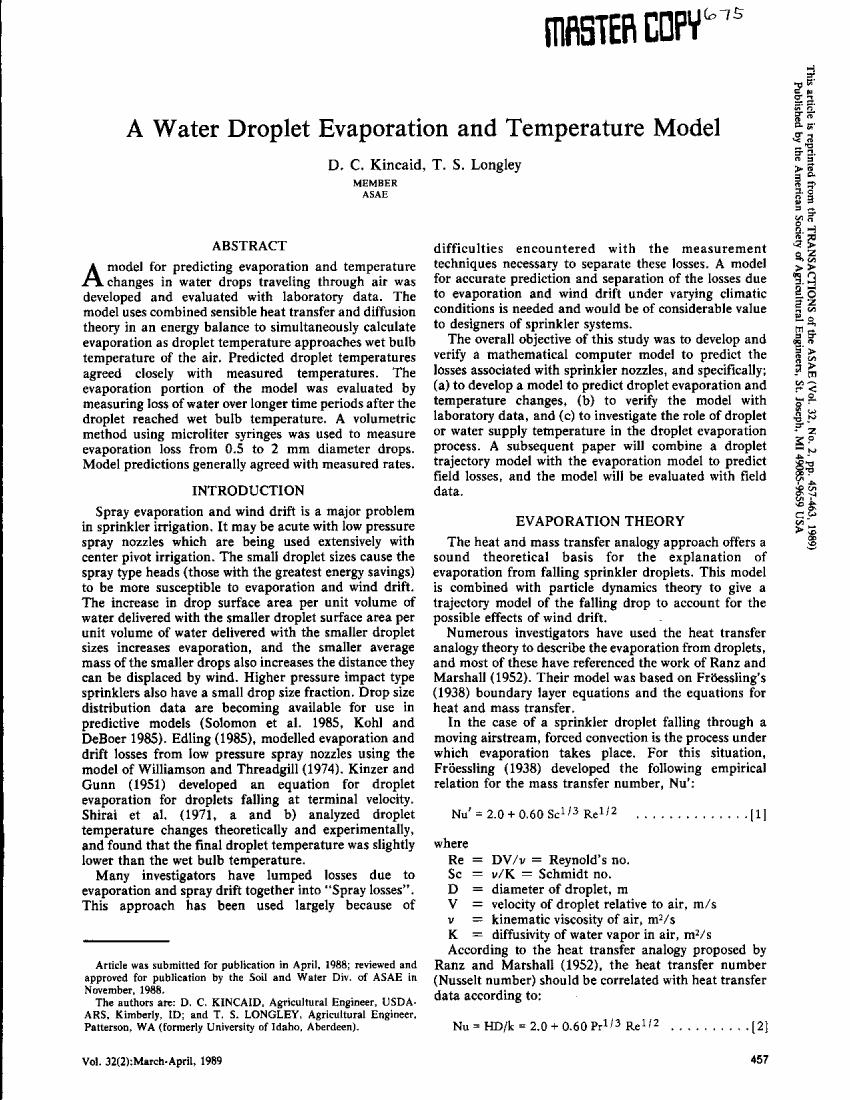 MASTER COPY 675
This article is reprinted from the TRANSACTIONS of the ASAE (Vol. 32, No. 2, pp. 457-463, 1989)
Published by the American Society of Agricultural Engineers, St. Joseph, MI 49085-9659 USA
A Water Droplet Evaporation and Temperature Model
D. C. Kincaid, T. S. Longley
MEMBER
ASAE
ABSTRACT
A model for predicting evaporation and temperature
changes in water drops traveling through air was
developed and evaluated with laboratory data. The
model uses combined sensible heat transfer and diffusion
theory in an energy balance to simultaneously calculate
evaporation as droplet temperature approaches wet bulb
temperature of the air. Predicted droplet temperatures
agreed closely with measured temperatures. The
evaporation portion of the model was evaluated by
measuring loss of water over longer time periods after the
droplet reached wet bulb temperature. A volumetric
method using microliter syringes was used to measure
evaporation loss from 0.5 to 2 mm diameter drops.
Model predictions generally agreed with measured rates.
INTRODUCTION
Spray evaporation and wind drift is a major problem
in sprinkler irrigation. It may be acute with low pressure
spray nozzles which are being used extensively with
center pivot irrigation. The small droplet sizes cause the
spray type heads (those with the greatest energy savings)
to be more susceptible to evaporation and wind drift.
The increase in drop surface area per unit volume of
water delivered with the smaller droplet surface area per
unit volume of water delivered with the smaller droplet
sizes increases evaporation, and the smaller average
mass of the smaller drops also increases the distance they
can be displaced by wind. Higher pressure impact type
sprinklers also have a small drop size fraction. Drop size
distribution data are becoming available for use in
predictive models (Solomon et al. 1985, Kohl and
DeBoer 1985). Edling (1985), modelled evaporation and
drift losses from low pressure spray nozzles using the
model of Williamson and Threadgill (1974). Kinzer and
Gunn (1951) developed an equation for droplet
evaporation for droplets falling at terminal velocity.
Shirai et al. (1971, a and b) analyzed droplet
temperature changes theoretically and experimentally,
and found that the final droplet temperature was slightly
lower than the wet bulb temperature.
Many investigators have lumped losses due to
evaporation and spray drift together into "Spray losses".
This approach has been used largely because of
Article was submitted for publication in April, 1988; reviewed and
approved for publication by the Soil and Water Div. of ASAE in
November, 1988.
The authors are: D. C. KINCAID, Agricultural Engineer, USDA-
ARS, Kimberly, ID; and T. S. LONGLEY, Agricultural Engineer,
Patterson, WA (formerly University of Idaho, Aberdeen).
difficulties encountered with the measurement
techniques necessary to separate these losses. A model
for accurate prediction and separation of the losses due
to evaporation and wind drift under varying climatic
conditions is needed and would be of considerable value
to designers of sprinkler systems.
The overall objective of this study was to develop and
verify a mathematical computer model to predict the
losses associated with sprinkler nozzles, and specifically;
(a) to develop a model to predict droplet evaporation and
temperature changes, (b) to verify the model with
laboratory data, and (c) to investigate the role of droplet
or water supply temperature in the droplet evaporation
process. A subsequent paper will combine a droplet
trajectory model with the evaporation model to predict
field losses, and the model will be evaluated with field
data.
EVAPORATION THEORY
The heat and mass transfer analogy approach offers a
sound theoretical basis for the explanation of
evaporation from falling sprinkler droplets. This model
is combined with particle dynamics theory to give a
trajectory model of the falling drop to account for the
possible effects of wind drift.
Numerous investigators have used the heat transfer
analogy theory to describe the evaporation from droplets,
and most of these have referenced the work of Ranz and
Marshall (1952). Their model was based on Fröessling's
(1938) boundary layer equations and the equations for
heat and mass transfer.
In the case of a sprinkler droplet falling through a
moving airstream, forced convection is the process under
which evaporation takes place. For this situation,
Fröessling (1938) developed the following empirical
relation for the mass transfer number, Nu':
Nu' = 2.0 + 0.60 Sc^1/3 Re^1/2 ..............[1]
where
Re = DV/ν = Reynold's no.
Sc = ν/K = Schmidt no.
D = diameter of droplet, m
V = velocity of droplet relative to air, m/s
ν = kinematic viscosity of air, m²/s
K = diffusivity of water vapor in air, m²/s
According to the heat transfer analogy proposed by
Ranz and Marshall (1952), the heat transfer number
(Nusselt number) should be correlated with heat transfer
data according to:
Nu = HD/k = 2.0 + 0.60 Pr^1/3 Re^1/2 ..........[2]
Vol. 32(2):March-April, 1989
457